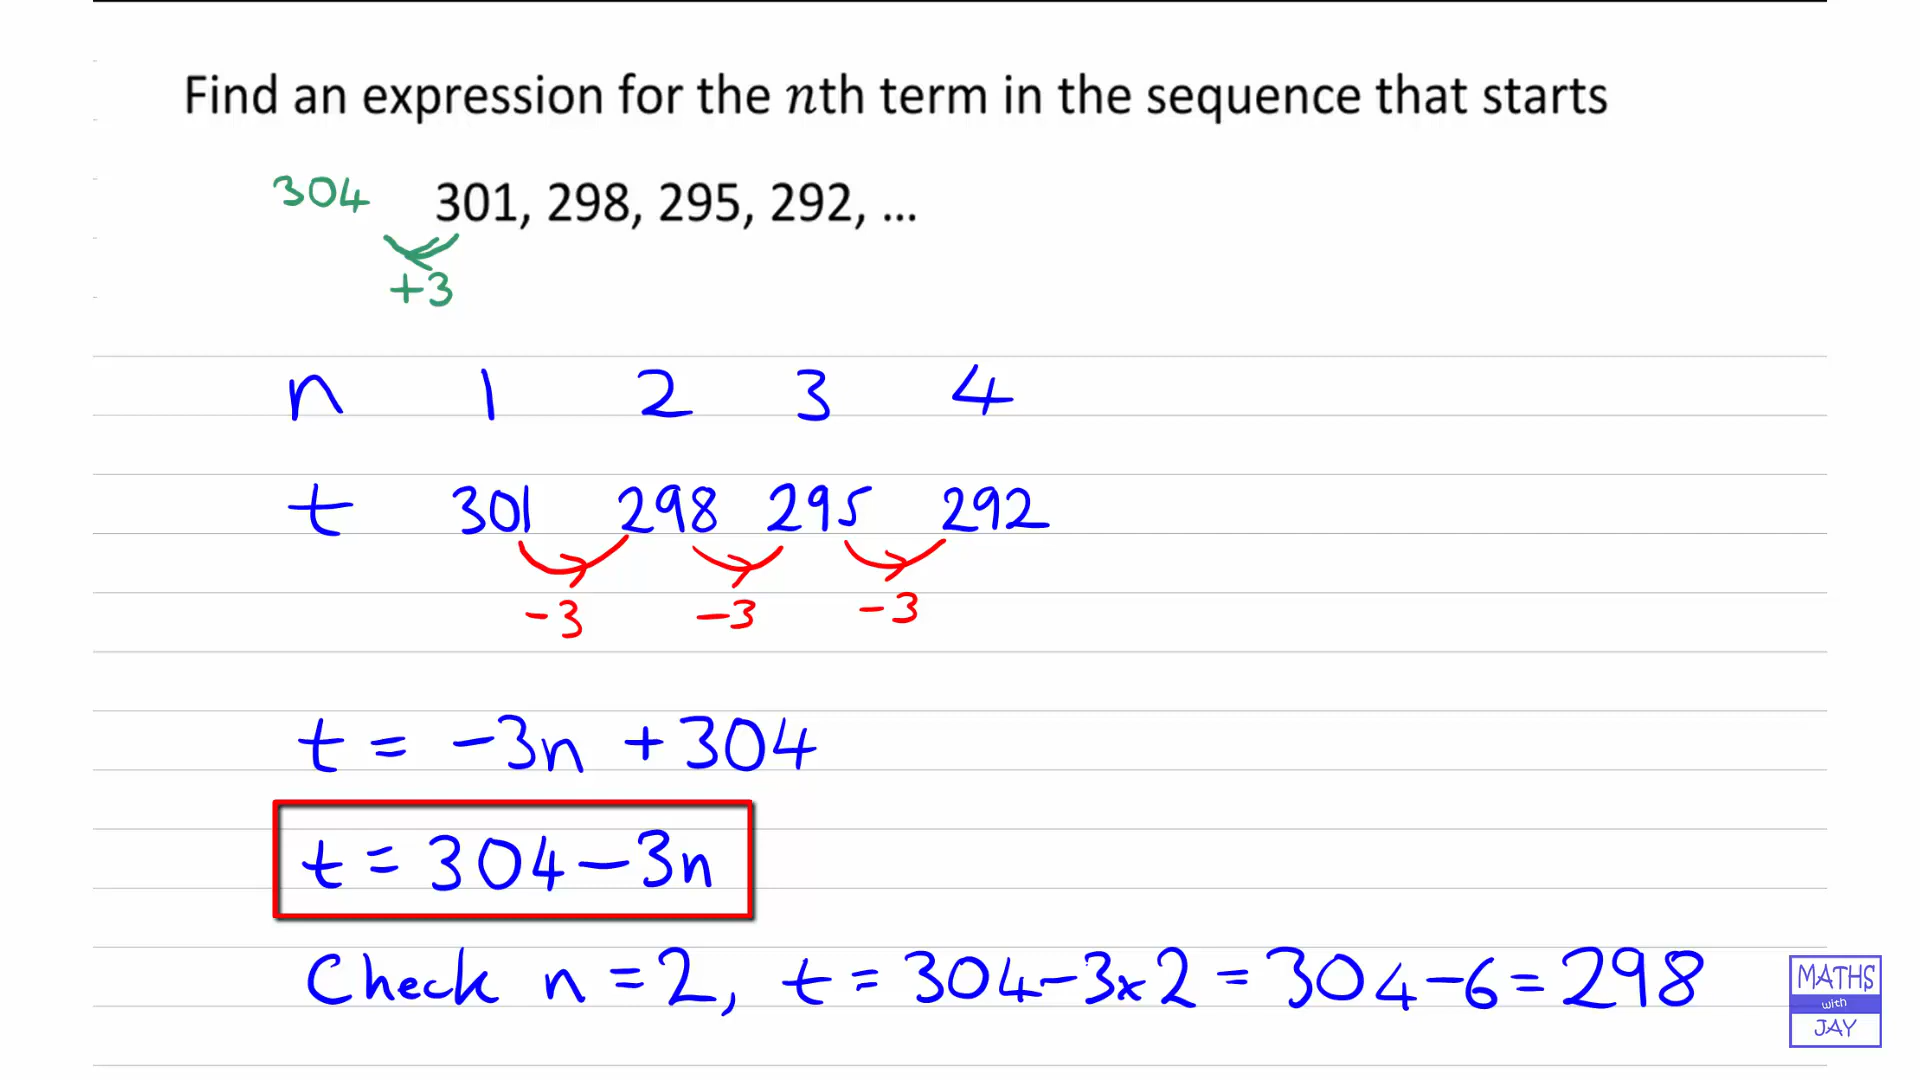 Find an expression for the nth term in the sequence that starts
304 301, 298, 295, 292, ...
+3
n 1 2 3 4
t 301 298 295 292
-3 -3 -3
t = -3n +304
t = 304-3n
Check n=2, t = 304-3x2 = 304-6=298
MATHS
with
JAY